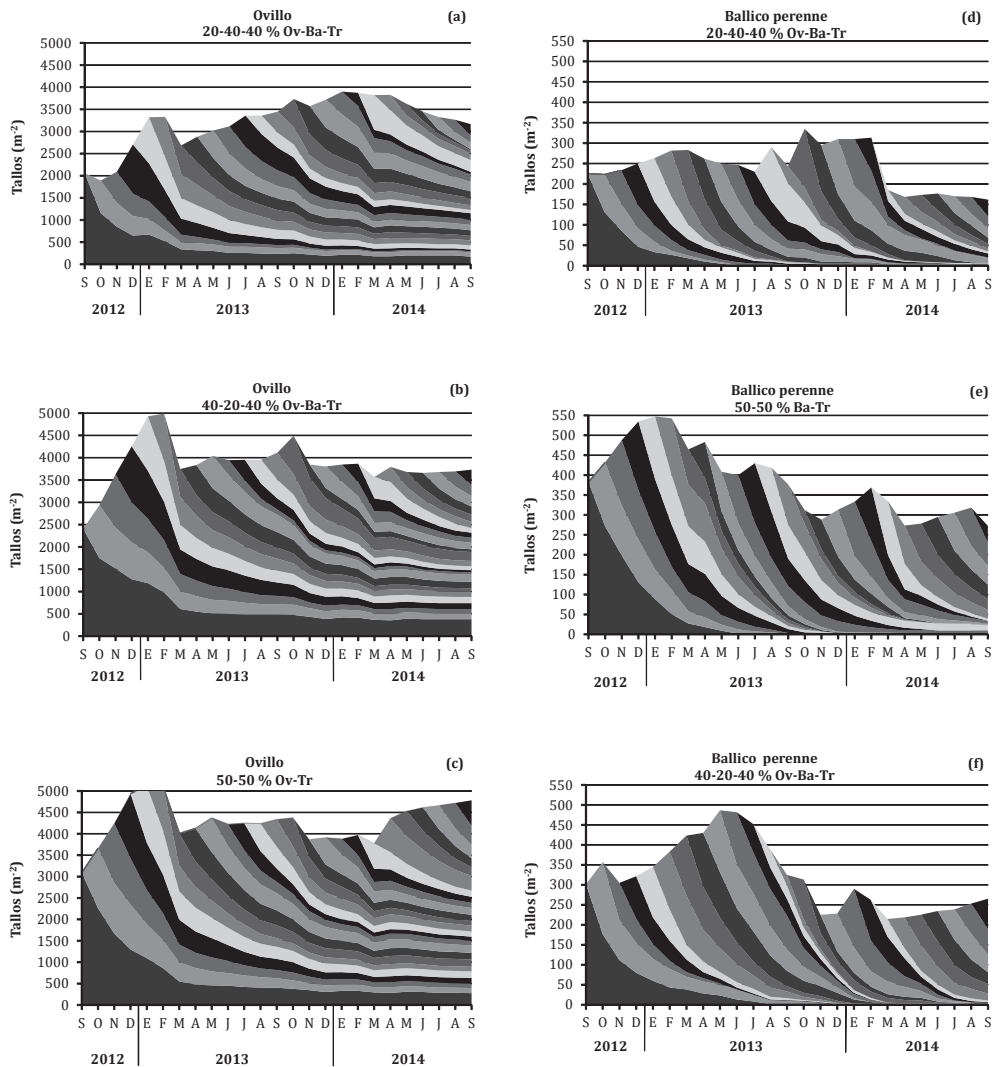 Ovillo (a)
20-40-40 % Ov-Ba-Tr
5000
4500
4000
3500
3000
2500
2000
1500
1000
500
0
Tallos (m-2)
S O N D E F M A M J J A S O N D E F M A M J J A S
2012 2013 2014
Ballico perenne (d)
20-40-40 % Ov-Ba-Tr
550
500
450
400
350
300
250
200
150
100
50
0
Tallos (m-2)
S O N D E F M A M J J A S O N D E F M A M J J A S
2012 2013 2014
Ovillo (b)
40-20-40 % Ov-Ba-Tr
5000
4500
4000
3500
3000
2500
2000
1500
1000
500
0
Tallos (m-2)
S O N D E F M A M J J A S O N D E F M A M J J A S
2012 2013 2014
Ballico perenne (e)
50-50 % Ba-Tr
550
500
450
400
350
300
250
200
150
100
50
0
Tallos (m-2)
S O N D E F M A M J J A S O N D E F M A M J J A S
2012 2013 2014
Ovillo (c)
50-50 % Ov-Tr
5000
4500
4000
3500
3000
2500
2000
1500
1000
500
0
Tallos (m-2)
S O N D E F M A M J J A S O N D E F M A M J J A S
2012 2013 2014
Ballico perenne (f)
40-20-40 % Ov-Ba-Tr
550
500
450
400
350
300
250
200
150
100
50
0
Tallos (m-2)
S O N D E F M A M J J A S O N D E F M A M J J A S
2012 2013 2014